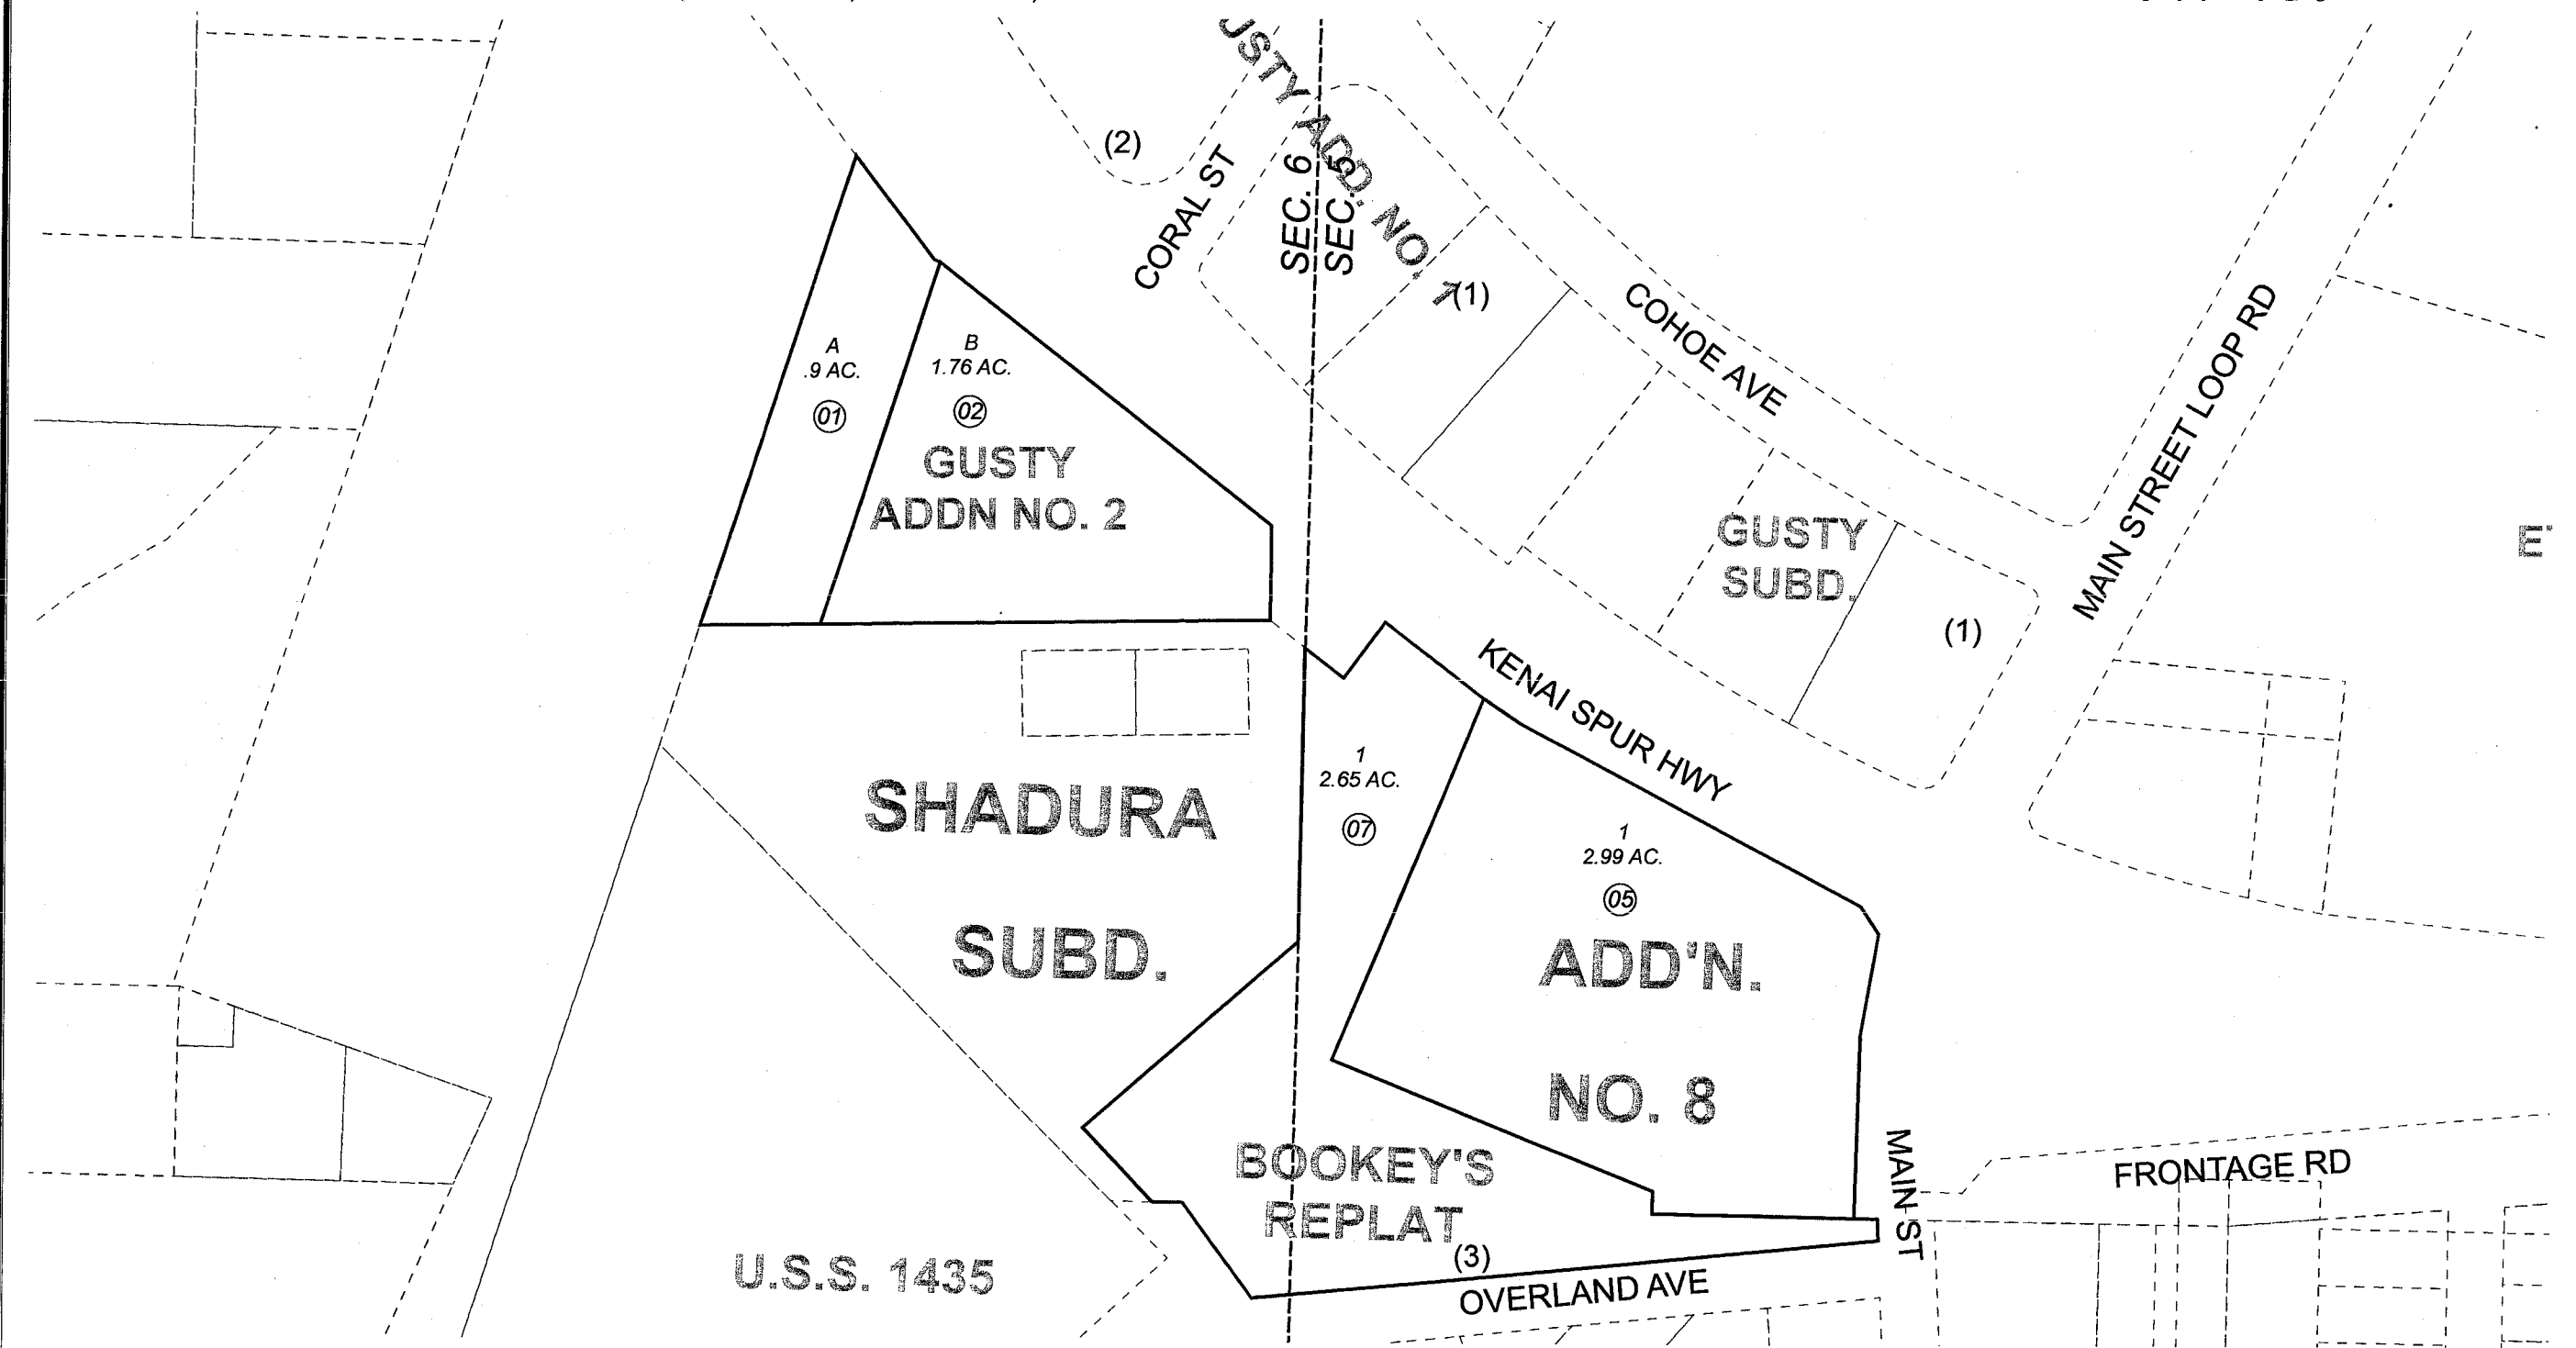 (2)
CORAL ST
USTY ADD. NO. 7
SEC. 6
SEC. 5
(1)
COHOE AVE
MAIN STREET LOOP RD
A
.9 AC.
01
B
1.76 AC.
02
GUSTY
ADDN NO. 2
GUSTY
SUBD.
(1)
KENAI SPUR HWY
SHADURA
SUBD.
1
2.65 AC.
07
1
2.99 AC.
05
ADD'N.
NO. 8
BOOKEY'S
REPLAT
(3)
OVERLAND AVE
MAIN ST
FRONTAGE RD
U.S.S. 1435